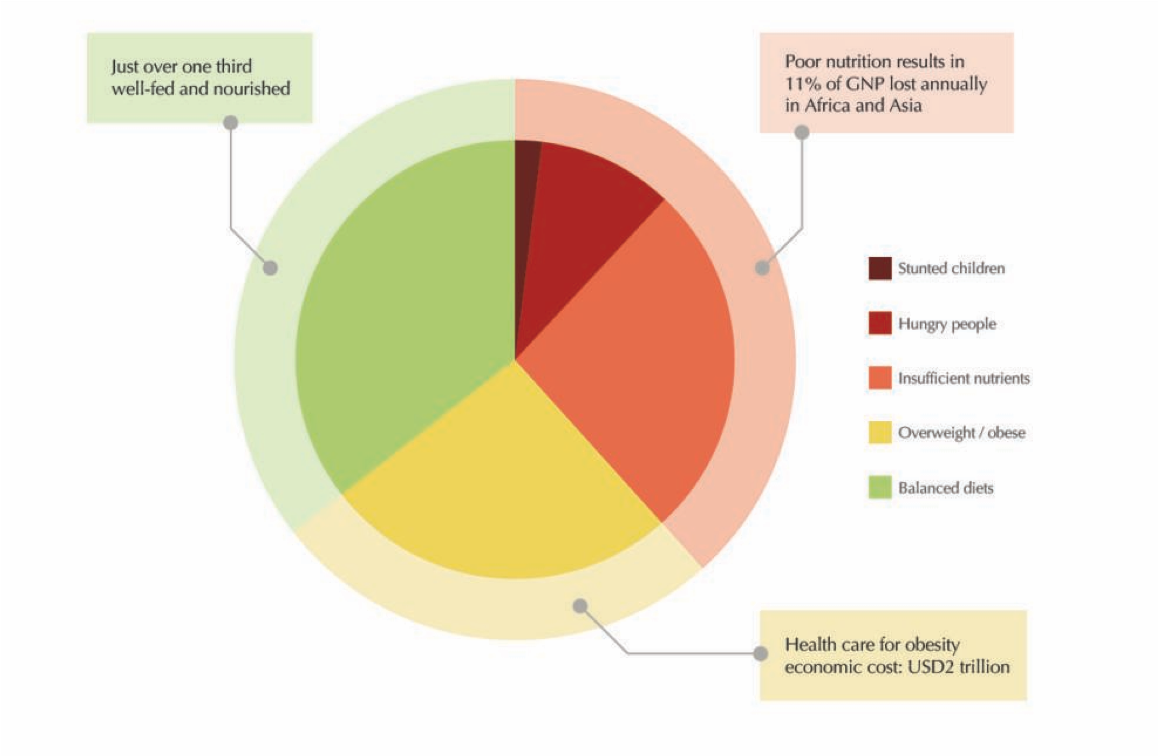 Just over one third
well-fed and nourished
Poor nutrition results in
11% of GNP lost annually
in Africa and Asia
Stunted children
Hungry people
Insufficient nutrients
Overweight / obese
Balanced diets
Health care for obesity
economic cost: USD2 trillion